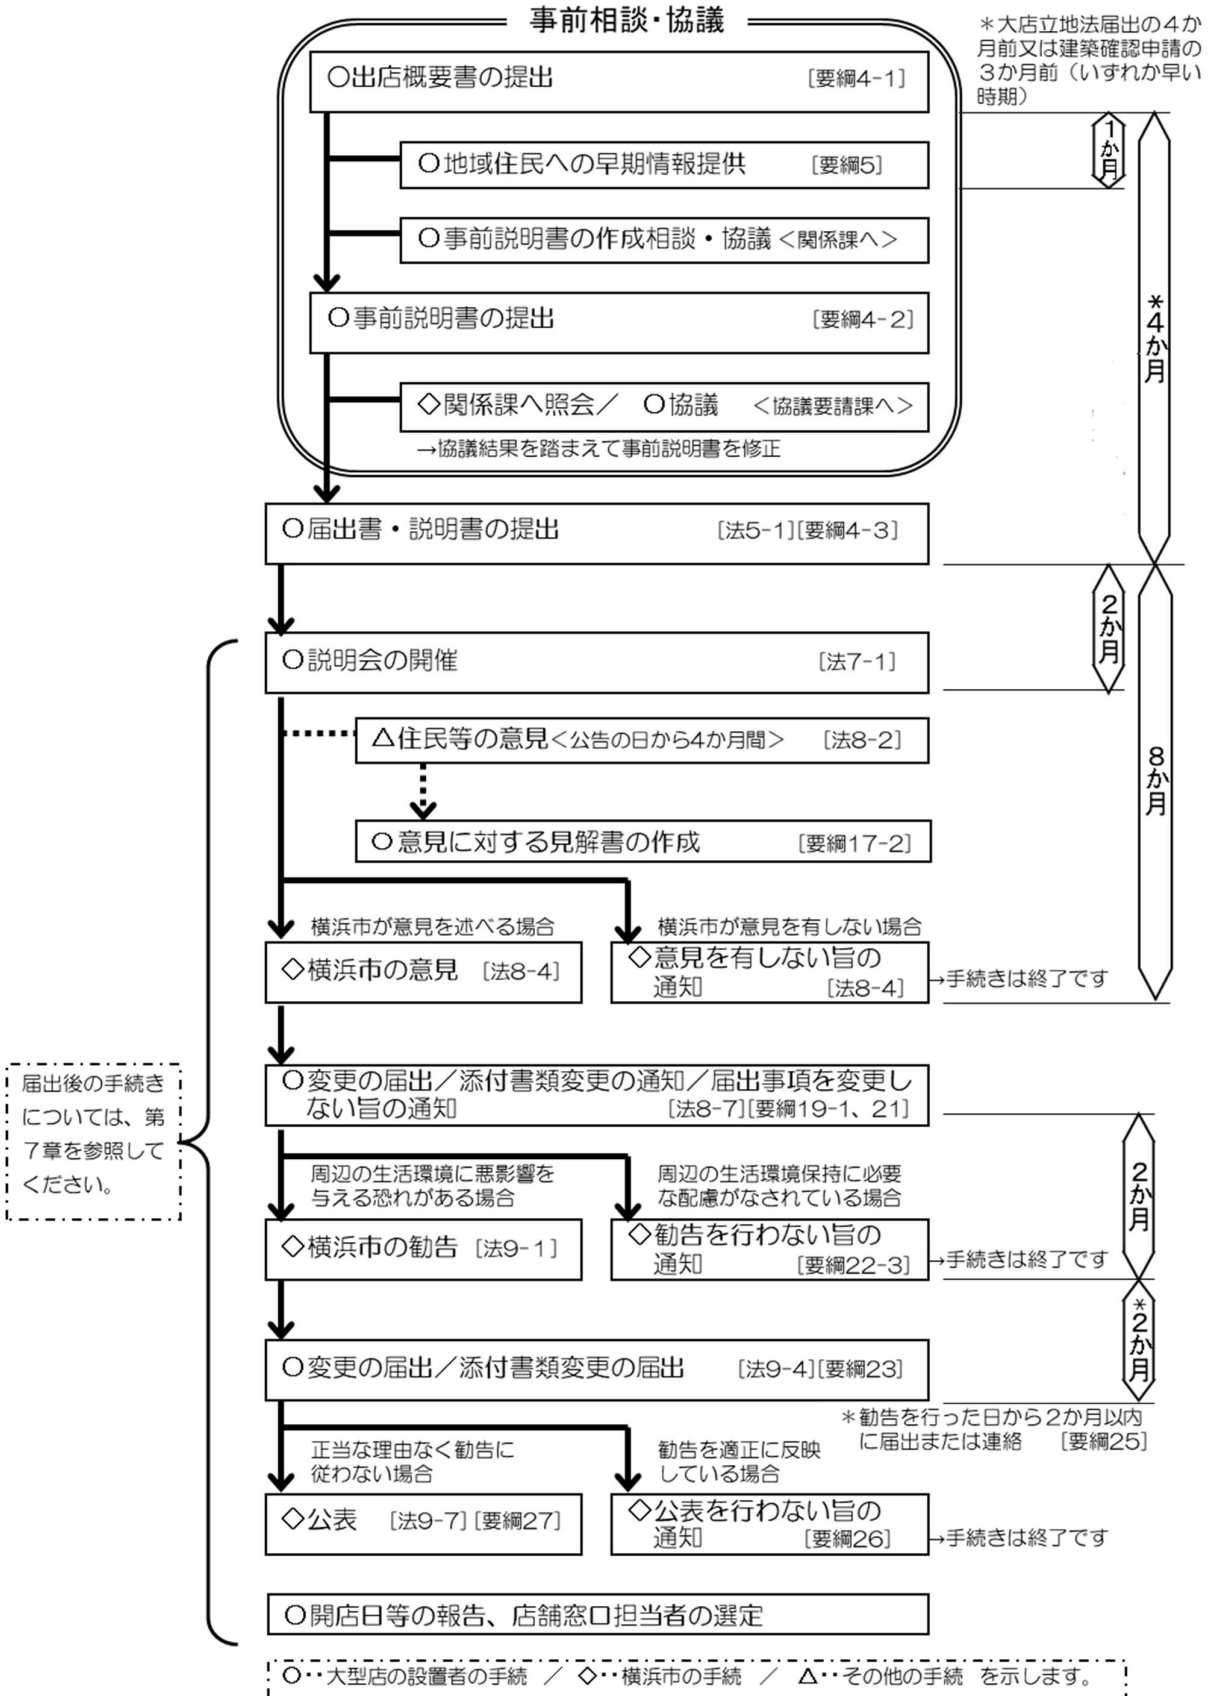 事前相談・協議
＊大店立地法届出の４か
月前又は建築確認申請の
３か月前（いずれか早い
時期）
○出店概要書の提出 [要綱4-1]
1か月
○地域住民への早期情報提供 [要綱5]
○事前説明書の作成相談・協議＜関係課へ＞
○事前説明書の提出 [要綱4-2]
*4か月
◇関係課へ照会／ ○協議 ＜協議要請課へ＞
→協議結果を踏まえて事前説明書を修正
○届出書・説明書の提出 [法5-1][要綱4-3]
2か月
○説明会の開催 [法7-1]
△住民等の意見＜公告の日から4か月間＞ [法8-2]
8か月
○意見に対する見解書の作成 [要綱17-2]
横浜市が意見を述べる場合
横浜市が意見を有しない場合
◇横浜市の意見 [法8-4]
◇意見を有しない旨の
通知 [法8-4]
→手続きは終了です
届出後の手続き
については、第
７章を参照して
ください。
○変更の届出／添付書類変更の通知／届出事項を変更し
ない旨の通知 [法8-7][要綱19-1、21]
周辺の生活環境に悪影響を
与える恐れがある場合
周辺の生活環境保持に必要
な配慮がなされている場合
2か月
◇横浜市の勧告 [法9-1]
◇勧告を行わない旨の
通知 [要綱22-3]
→手続きは終了です
*2か月
○変更の届出／添付書類変更の届出 [法9-4][要綱23]
＊勧告を行った日から２か月以内
に届出または連絡 [要綱25]
正当な理由なく勧告に
従わない場合
勧告を適正に反映
している場合
◇公表 [法9-7][要綱27]
◇公表を行わない旨の
通知 [要綱26]
→手続きは終了です
○開店日等の報告、店舗窓口担当者の選定
○‥大型店の設置者の手続 ／ ◇‥横浜市の手続 ／ △‥その他の手続 を示します。